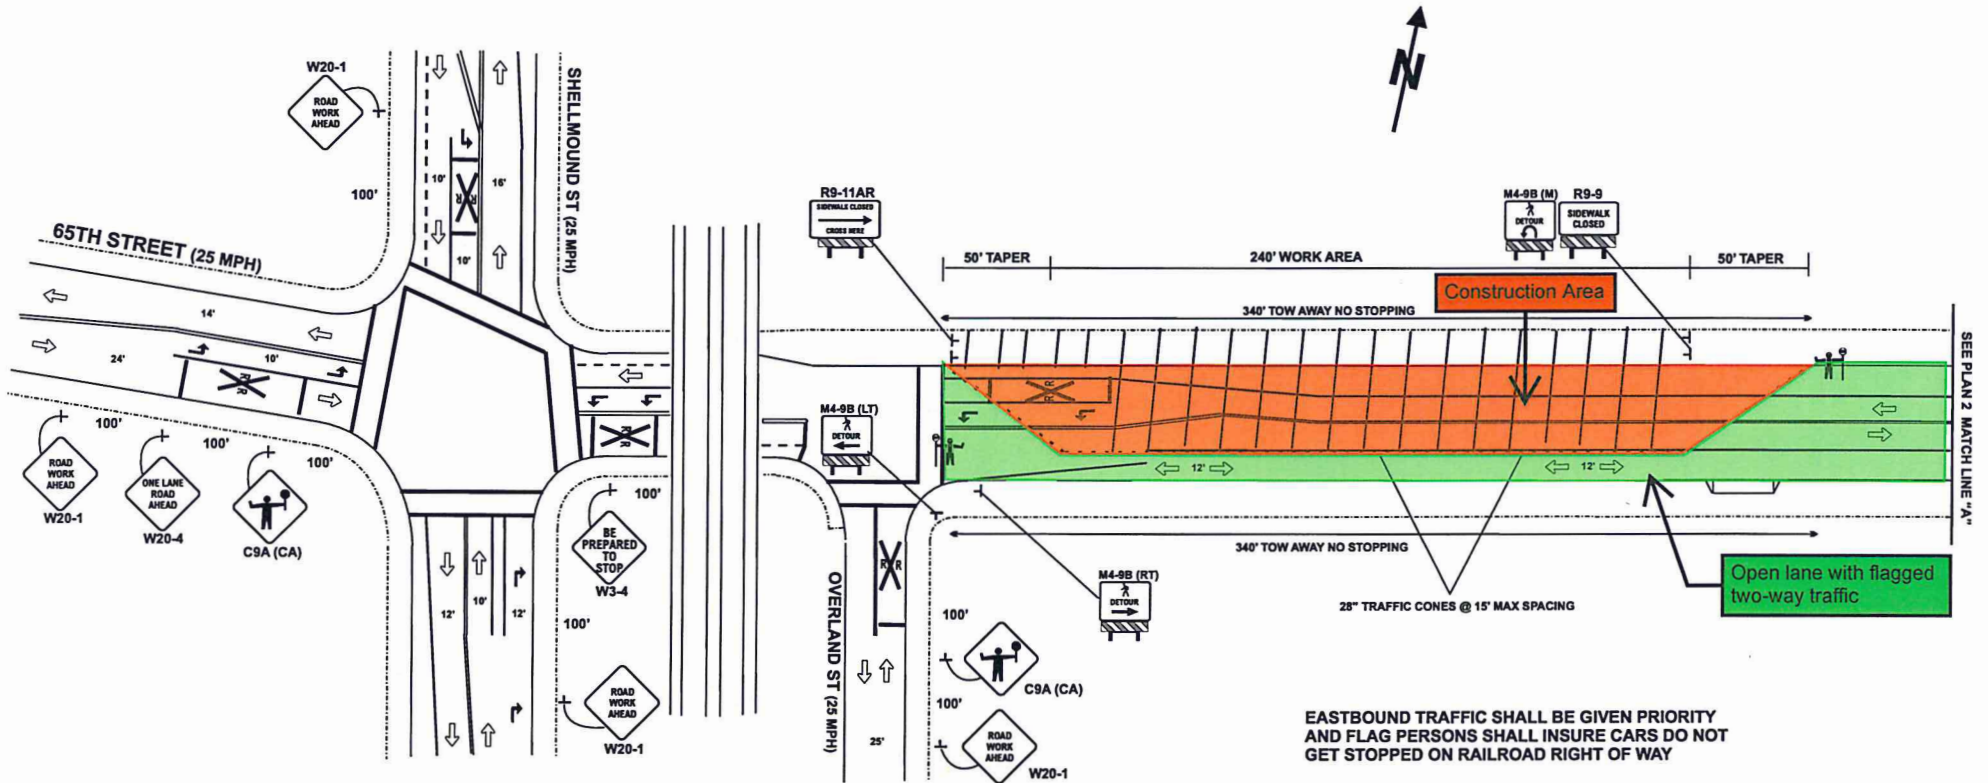 W20-1
ROAD
WORK
AHEAD
100'
65TH STREET (25 MPH)
SHELLMOUND ST (25 MPH)
10'
RR
16'
10'
14'
24'
10'
RR
100'
100'
100'
ROAD
WORK
AHEAD
W20-1
ONE LANE
ROAD
AHEAD
W20-4
C9A (CA)
RR
100'
BE
PREPARED
TO
STOP
W3-4
12'
10'
12'
100'
ROAD
WORK
AHEAD
W20-1
N
R9-11AR
SIDEWALK CLOSED
CROSS HERE
M4-9B (M)
DETOUR
R9-9
SIDEWALK
CLOSED
50' TAPER
240' WORK AREA
50' TAPER
Construction Area
340' TOW AWAY NO STOPPING
SEE PLAN 2 MATCH LINE "A"
M4-9B (LT)
DETOUR
RR
12'
12'
340' TOW AWAY NO STOPPING
Open lane with flagged
two-way traffic
28" TRAFFIC CONES @ 15' MAX SPACING
M4-9B (RT)
DETOUR
OVERLAND ST (25 MPH)
RR
25'
100'
C9A (CA)
100'
ROAD
WORK
AHEAD
W20-1
EASTBOUND TRAFFIC SHALL BE GIVEN PRIORITY
AND FLAG PERSONS SHALL INSURE CARS DO NOT
GET STOPPED ON RAILROAD RIGHT OF WAY